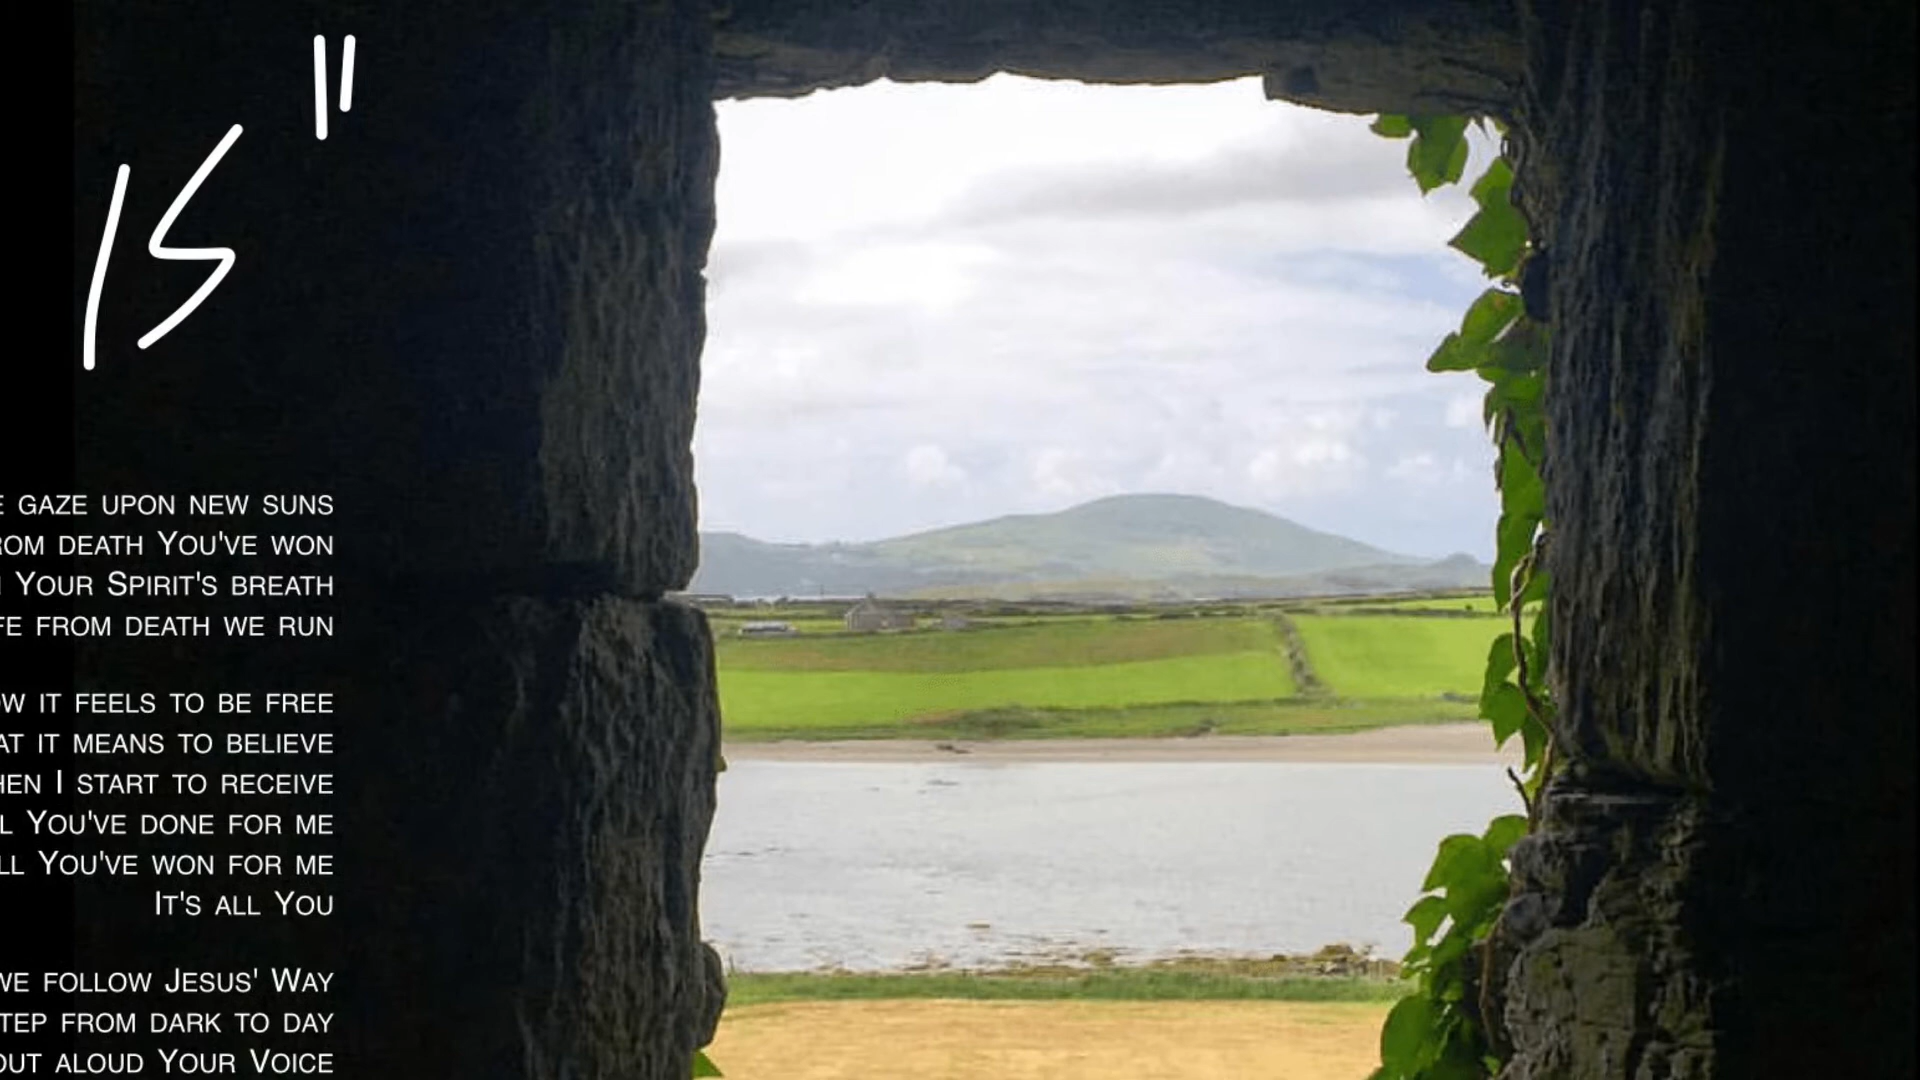 15"
GAZE UPON NEW SUNS
DEATH YOU'VE WON
YOUR SPIRIT'S BREATH
FROM DEATH WE RUN
IT FEELS TO BE FREE
IT MEANS TO BELIEVE
I START TO RECEIVE
YOU'VE DONE FOR ME
YOU'VE WON FOR ME
IT'S ALL YOU
WE FOLLOW JESUS' WAY
FROM DARK TO DAY
ALOUD YOUR VOICE